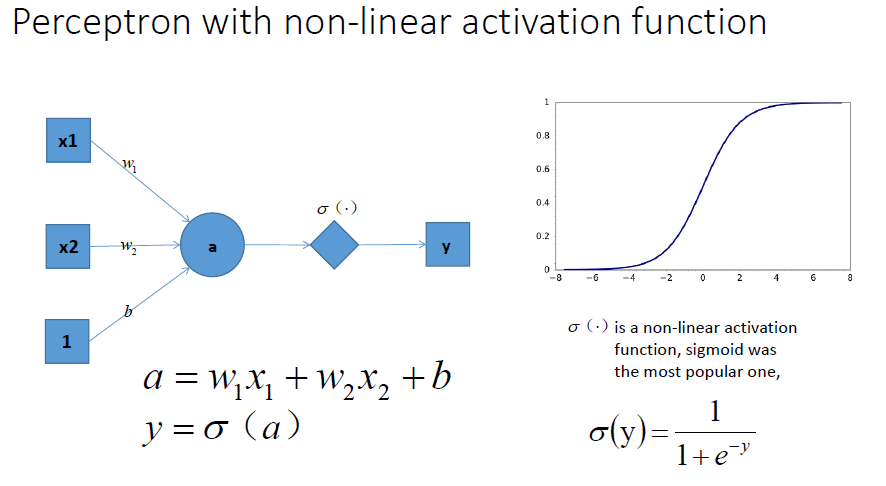 Perceptron with non-linear activation function
x1
w₁
x2
w₂
1
b
a
σ (·)
y
a = w₁x₁ + w₂x₂ + b
y = σ (a)
1
0.8
0.6
0.4
0.2
0
-8 -6 -4 -2 0 2 4 6 8
σ (·) is a non-linear activation
function, sigmoid was
the most popular one,
σ(y) = 1 / (1 + e^{-y})